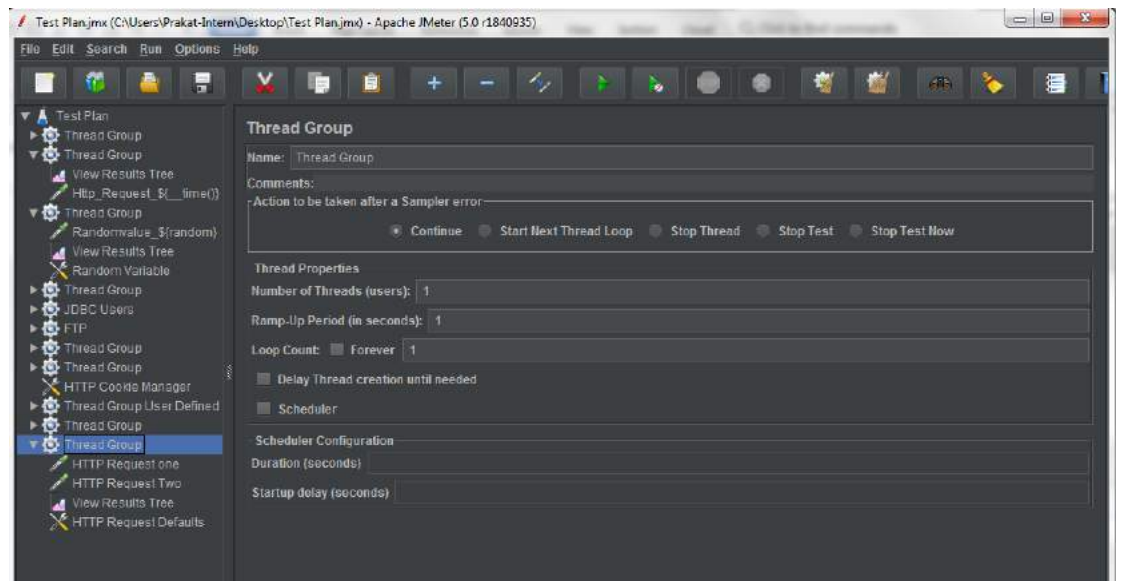 Test Plan.jmx (C:\Users\Prakat-Intern\Desktop\Test Plan.jmx) - Apache JMeter (5.0 r1840935)
File Edit Search Run Options Help
Test Plan
Thread Group
Thread Group
View Results Tree
Http_Request_${__time()}
Thread Group
Randomvalue_${random}
View Results Tree
Random Variable
Thread Group
JDBC Users
FTP
Thread Group
Thread Group
HTTP Cookie Manager
Thread Group User Defined
Thread Group
Thread Group
HTTP Request one
HTTP Request Two
View Results Tree
HTTP Request Defaults
Thread Group
Name: Thread Group
Comments:
Action to be taken after a Sampler error
Continue Start Next Thread Loop Stop Thread Stop Test Stop Test Now
Thread Properties
Number of Threads (users): 1
Ramp-Up Period (in seconds): 1
Loop Count: Forever 1
Delay Thread creation until needed
Scheduler
Scheduler Configuration
Duration (seconds)
Startup delay (seconds)